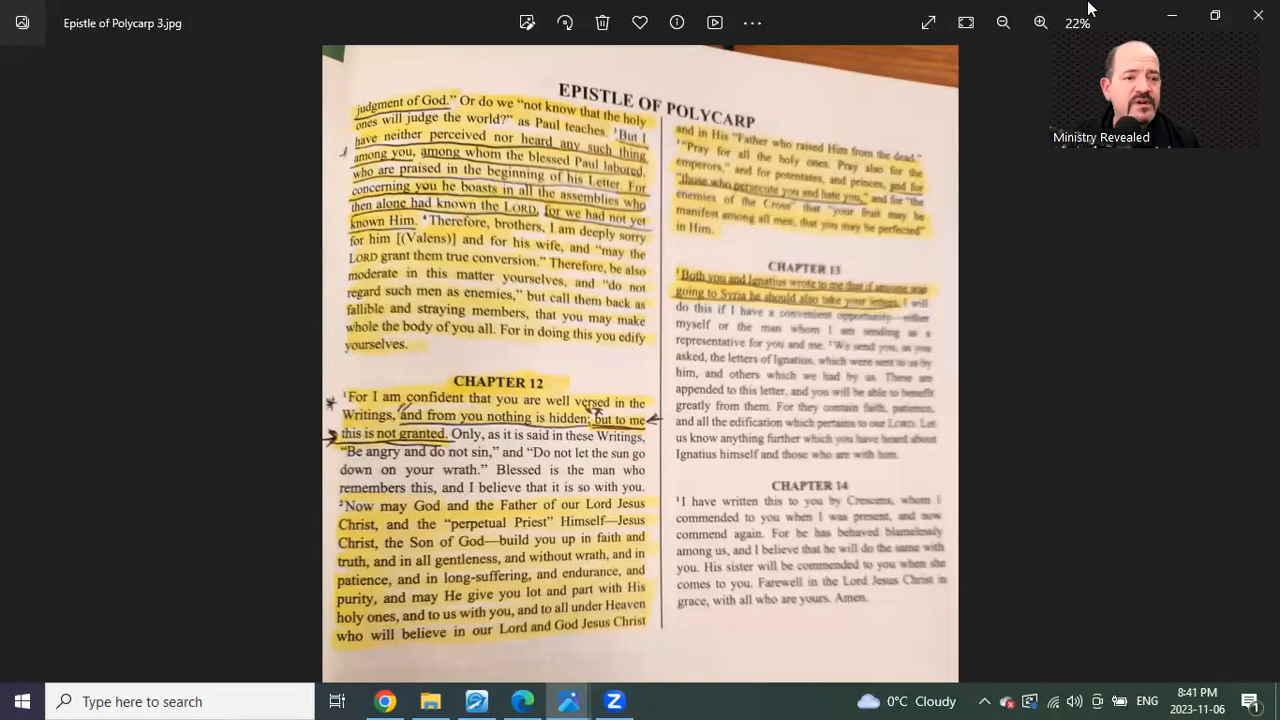 Epistle of Polycarp 3.jpg
22%
Ministry Revealed
EPISTLE OF POLYCARP
judgment of God.” Or do we “not know that the holy
ones will judge the world?” as Paul teaches. 3But I
have neither perceived nor heard any such thing
among you, among whom the blessed Paul labored,
who are praised in the beginning of his Letter. For
concerning you he boasts in all the assemblies who
then alone had known the LORD, for we had not yet
known Him. 4Therefore, brothers, I am deeply sorry
for him [(Valens)] and for his wife, and “may the
LORD grant them true conversion.” Therefore, be also
moderate in this matter yourselves, and “do not
regard such men as enemies,” but call them back as
fallible and straying members, that you may make
whole the body of you all. For in doing this you edify
yourselves.
CHAPTER 12
1For I am confident that you are well versed in the
Writings, and from you nothing is hidden; but to me
this is not granted. Only, as it is said in these Writings,
“Be angry and do not sin,” and “Do not let the sun go
down on your wrath.” Blessed is the man who
remembers this, and I believe that it is so with you.
2Now may God and the Father of our Lord Jesus
Christ, and the “perpetual Priest” Himself—Jesus
Christ, the Son of God—build you up in faith and
truth, and in all gentleness, and without wrath, and in
patience, and in long-suffering, and endurance, and
purity, and may He give you lot and part with His
holy ones, and to us with you, and to all under Heaven
who will believe in our Lord and God Jesus Christ
and in His “Father who raised Him from the dead.”
3“Pray for all the holy ones. Pray also for the
emperors,” and for potentates, and princes, and for
“those who persecute you and hate you,” and for “the
enemies of the Cross” that “your fruit may be
manifest among all men, that you may be perfected”
in Him.
CHAPTER 13
1Both you and Ignatius wrote to me that if anyone was
going to Syria he should also take your letters. I will
do this if I have a convenient opportunity—either
myself or the man whom I am sending as a
representative for you and me. 2We send you, as you
asked, the letters of Ignatius, which were sent to us by
him, and others which we had by us. These are
appended to this letter, and you will be able to benefit
greatly from them. For they contain faith, patience,
and all the edification which pertains to our LORD. Let
us know anything further which you have heard about
Ignatius himself and those who are with him.
CHAPTER 14
1I have written this to you by Crescens, whom I
commended to you when I was present, and now
commend again. For he has behaved blamelessly
among us, and I believe that he will do the same with
you. His sister will be commended to you when she
comes to you. Farewell in the Lord Jesus Christ in
grace, with all who are yours. Amen.
Type here to search
0°C Cloudy
ENG
8:41 PM
2023-11-06